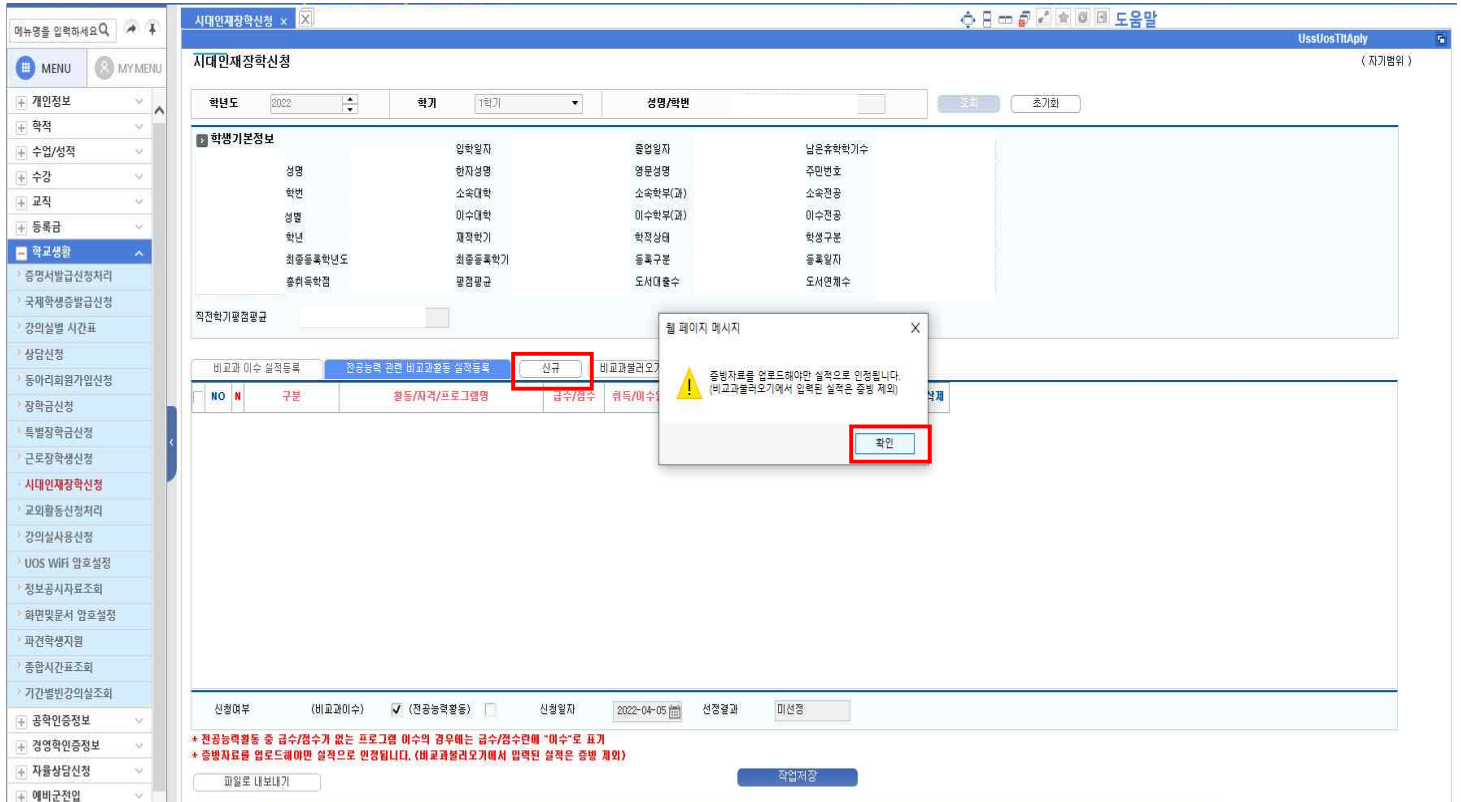 메뉴명을 입력하세요
MENU
MY MENU
개인정보
학적
수업/성적
수강
교직
등록금
학교생활
증명서발급신청처리
국제학생증발급신청
강의실별 시간표
상담신청
동아리회원가입신청
장학금신청
특별장학금신청
근로장학생신청
시대인재장학신청
교외활동신청처리
강의실사용신청
UOS WiFi 암호설정
정보공시자료조회
화면및문서 암호설정
파견학생지원
종합시간표조회
기간별빈강의실조회
공학인증정보
경영학인증정보
자율상담신청
예비군전입
시대인재장학신청 x
도움말
UssUosTltAply
시대인재장학신청
( 자기범위 )
학년도 2022 학기 1학기 성명/학번 조회 초기화
학생기본정보
입학일자 졸업일자 남은휴학학기수
성명 한자성명 영문성명 주민번호
학번 소속대학 소속학부(과) 소속전공
성별 이수대학 이수학부(과) 이수전공
학년 재적학기 학적상태 학생구분
최종등록학년도 최종등록학기 등록구분 등록일자
총취득학점 평점평균 도서대출수 도서연체수
직전학기평점평균
비교과 이수 실적등록 전공능력 관련 비교과활동 실적등록 신규 비교과불러오기
NO N 구분 활동/자격/프로그램명 급수/점수 취득/이수 삭제
웹 페이지 메시지 X
증빙자료를 업로드해야만 실적으로 인정됩니다.
(비교과불러오기에서 입력된 실적은 증빙 제외)
확인
신청여부 (비교과이수) (전공능력활동) 신청일자 2022-04-05 선정결과 미선정
* 전공능력활동 중 급수/점수가 없는 프로그램 이수의 경우에는 급수/점수란에 "이수"로 표기
* 증빙자료를 업로드해야만 실적으로 인정됩니다. (비교과불러오기에서 입력된 실적은 증빙 제외)
파일로 내보내기
작업저장